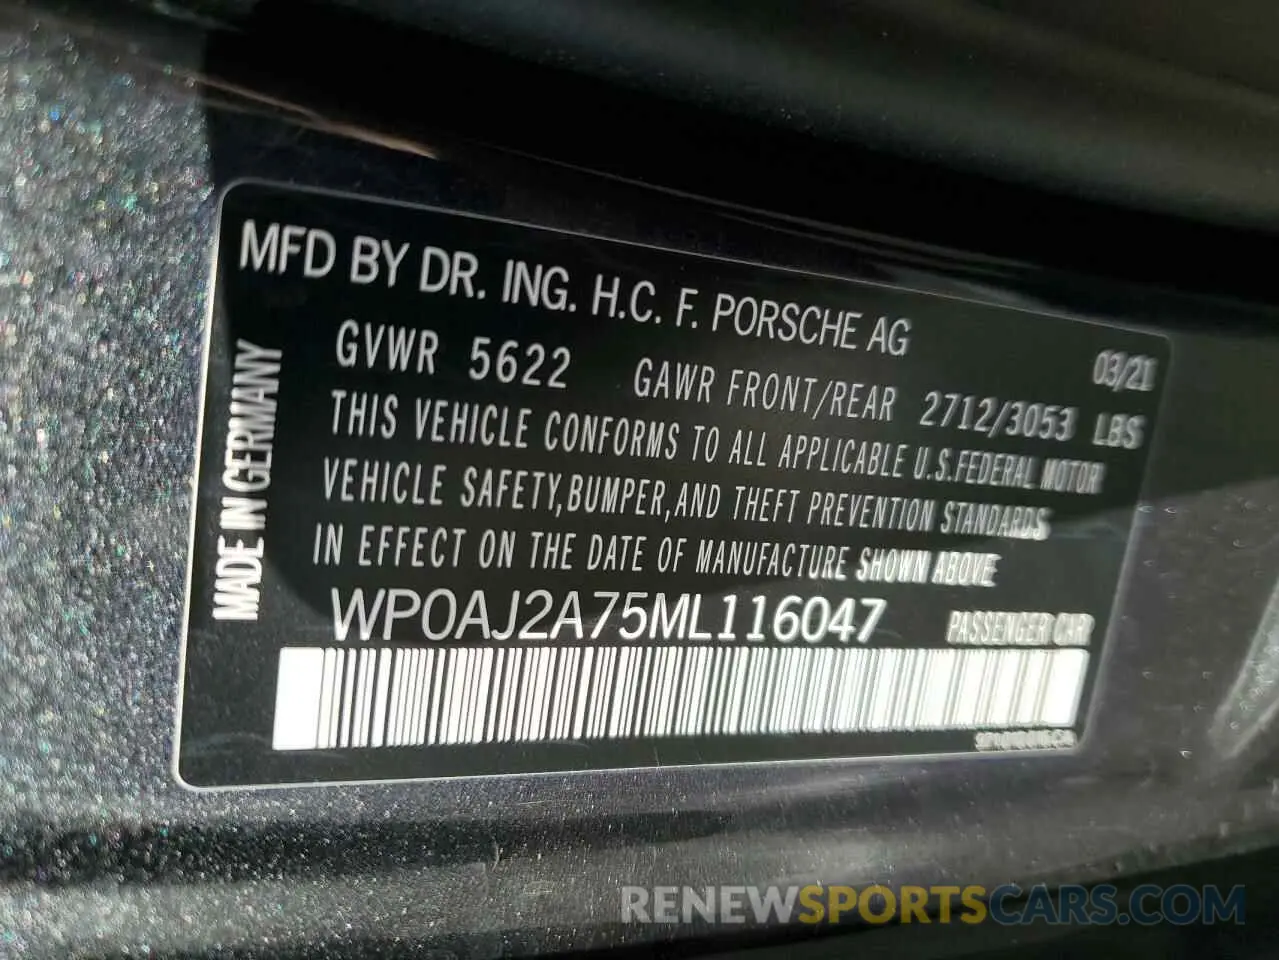 MFD BY DR. ING. H.C. F. PORSCHE AG
03/21
GVWR 5622 GAWR FRONT/REAR 2712/3053 LBS
THIS VEHICLE CONFORMS TO ALL APPLICABLE U.S.FEDERAL MOTOR
VEHICLE SAFETY,BUMPER,AND THEFT PREVENTION STANDARDS
IN EFFECT ON THE DATE OF MANUFACTURE SHOWN ABOVE
WP0AJ2A75ML116047 PASSENGER CAR
MADE IN GERMANY
RENEWSPORTSCARS.COM